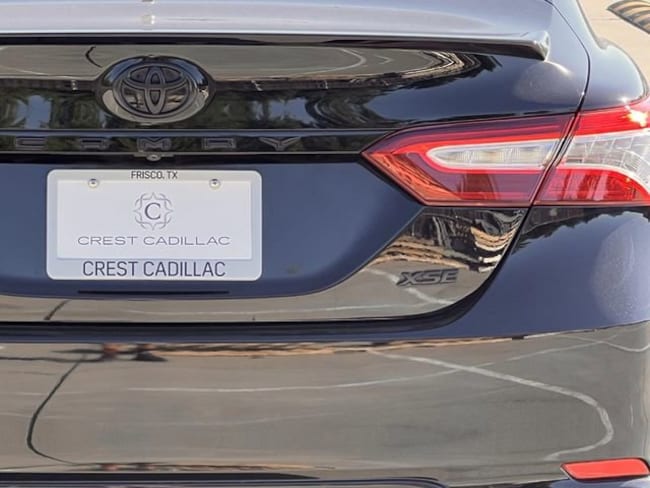 CAMRY
FRISCO, TX
C
CREST CADILLAC
CREST CADILLAC
XSE